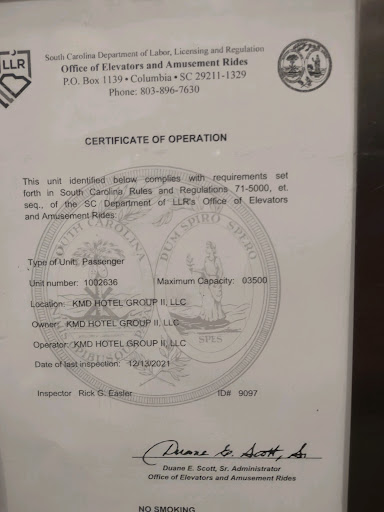 LLR
South Carolina Department of Labor, Licensing and Regulation
Office of Elevators and Amusement Rides
P.O. Box 1139 • Columbia • SC 29211-1329
Phone: 803-896-7630
CERTIFICATE OF OPERATION
This unit identified below complies with requirements set
forth in South Carolina Rules and Regulations 71-5000, et.
seq., of the SC Department of LLR's Office of Elevators
and Amusement Rides:
SOUTH CAROLINA
DUM SPIRO SPERO
SPES
Type of Unit: Passenger
Unit number: 1002636 Maximum Capacity: 03500
Location: KMD HOTEL GROUP II, LLC
Owner: KMD HOTEL GROUP II, LLC
Operator: KMD HOTEL GROUP II, LLC
Date of last inspection: 12/13/2021
Inspector Rick G. Easler ID# 9097
Duane E. Scott, Sr.
Duane E. Scott, Sr. Administrator
Office of Elevators and Amusement Rides
NO SMOKING